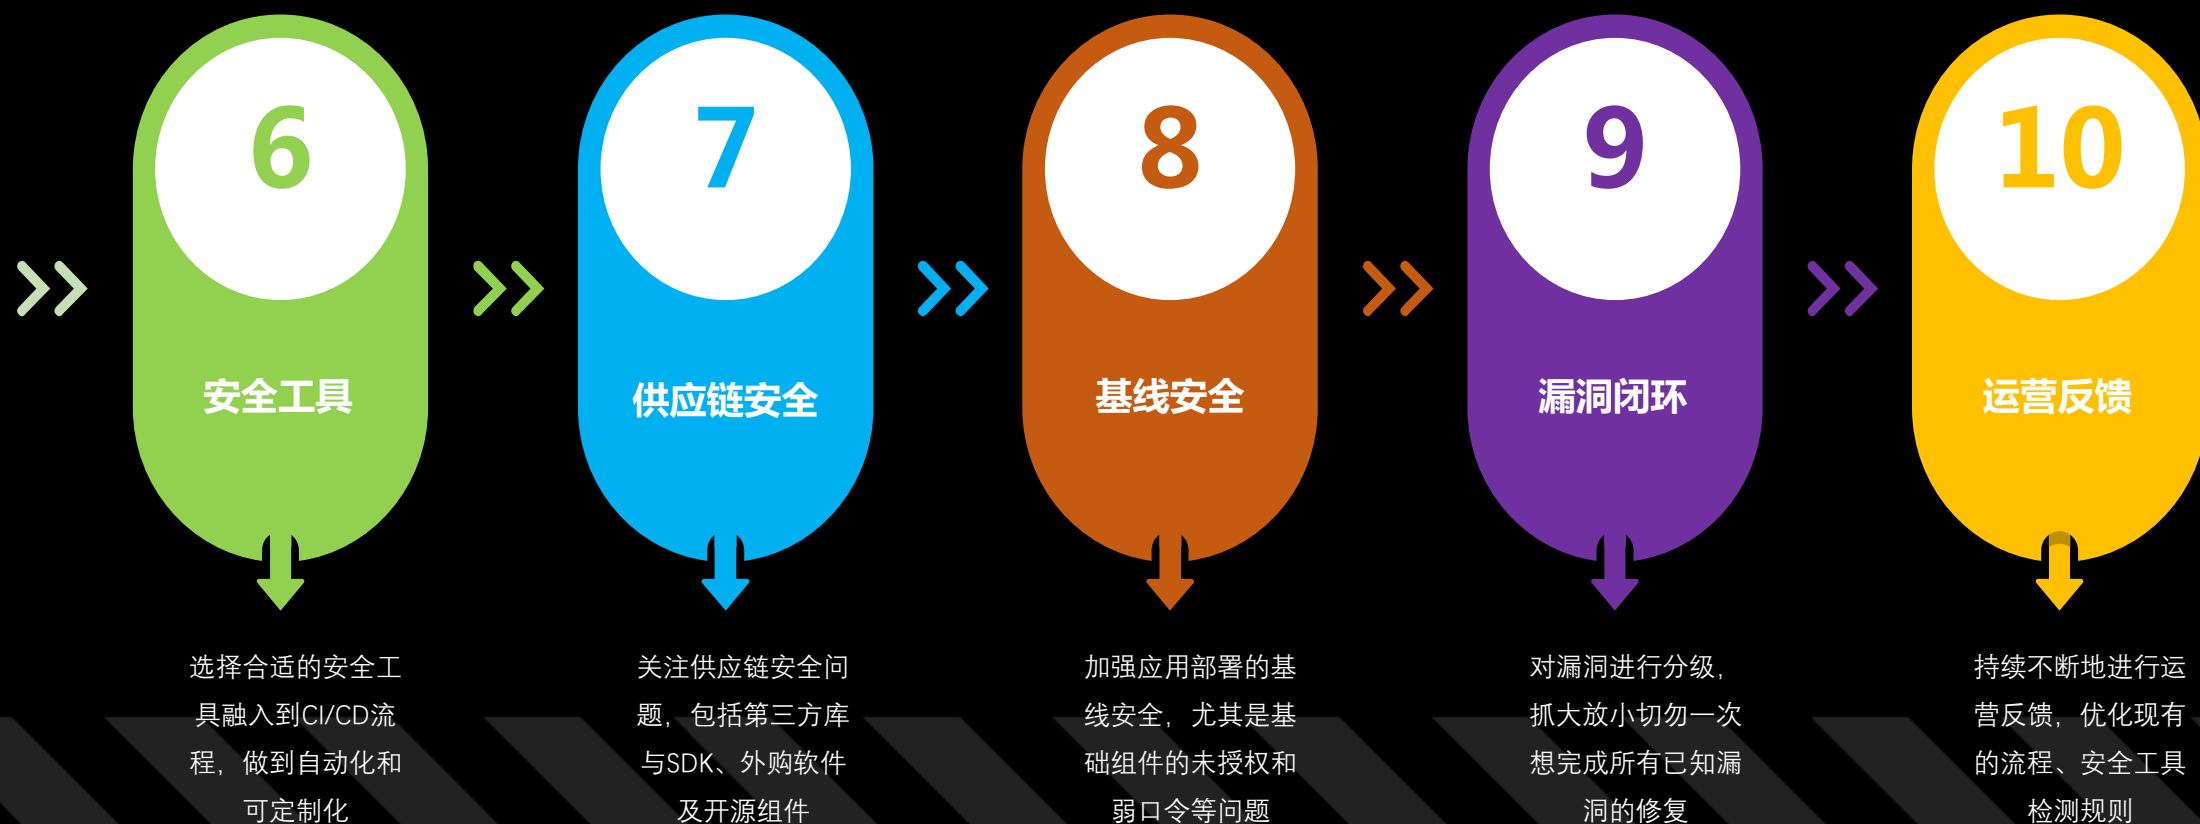 6
安全工具
选择合适的安全工
具融入到CI/CD流
程，做到自动化和
可定制化
7
供应链安全
关注供应链安全问
题，包括第三方库
与SDK、外购软件
及开源组件
8
基线安全
加强应用部署的基
线安全，尤其是基
础组件的未授权和
弱口令等问题
9
漏洞闭环
对漏洞进行分级，
抓大放小切勿一次
想完成所有已知漏
洞的修复
10
运营反馈
持续不断地进行运
营反馈，优化现有
的流程、安全工具
检测规则